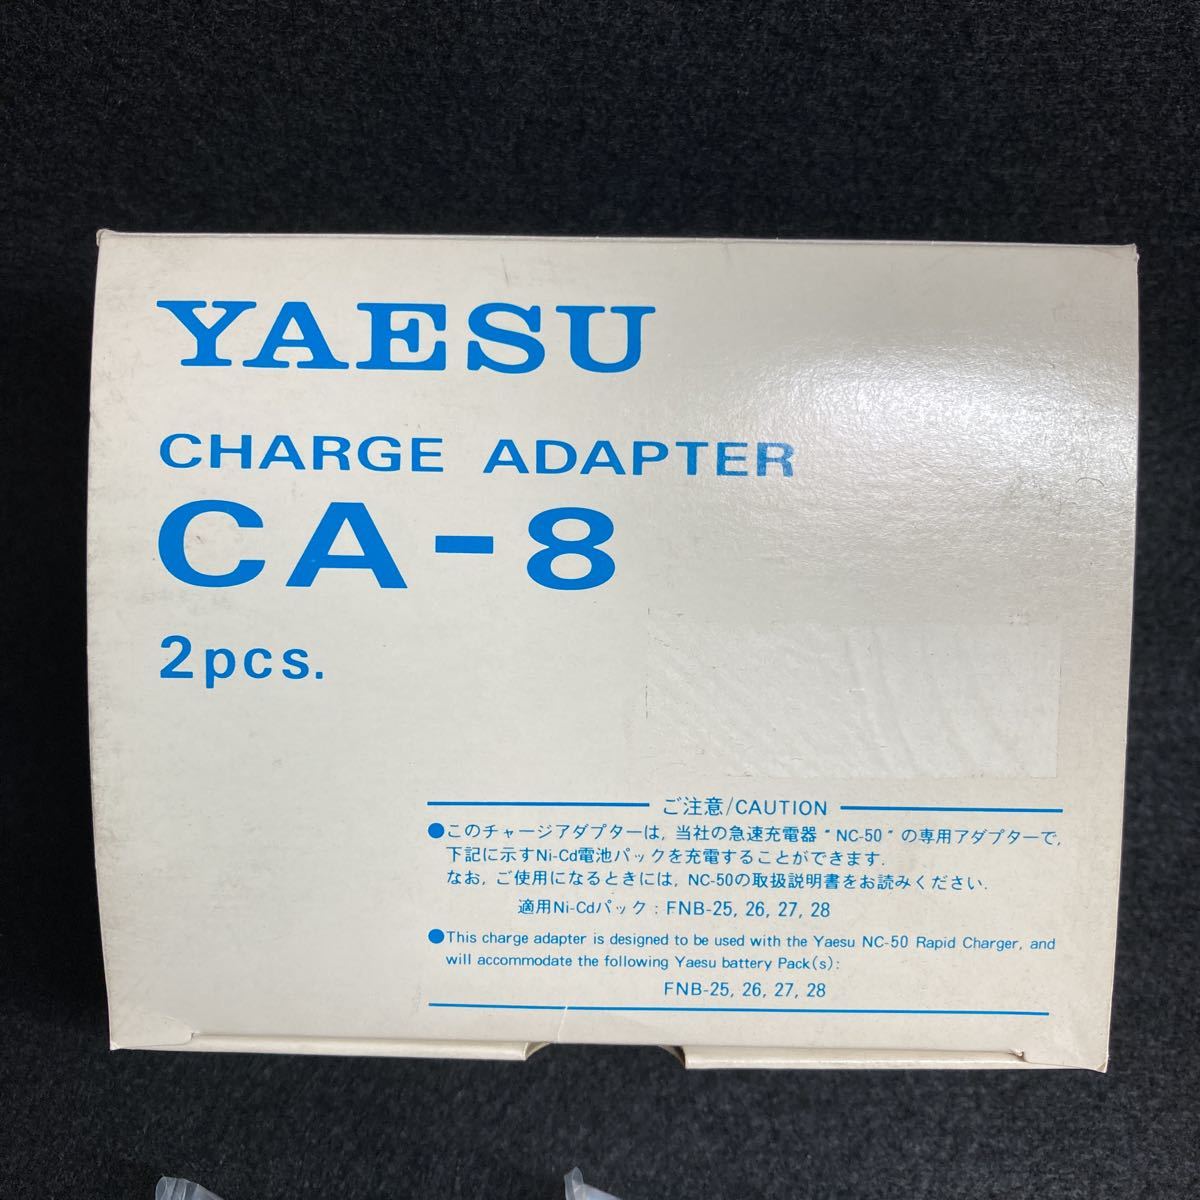 YAESU
CHARGE ADAPTER
CA-8
2pcs.
ご注意/CAUTION
●このチャージアダプターは, 当社の急速充電器 "NC-50" の専用アダプターで,
下記に示すNi-Cd電池パックを充電することができます.
なお, ご使用になるときには, NC-50の取扱説明書をお読みください.
適用Ni-Cdパック : FNB-25, 26, 27, 28
●This charge adapter is designed to be used with the Yaesu NC-50 Rapid Charger, and
will accommodate the following Yaesu battery Pack(s):
FNB-25, 26, 27, 28